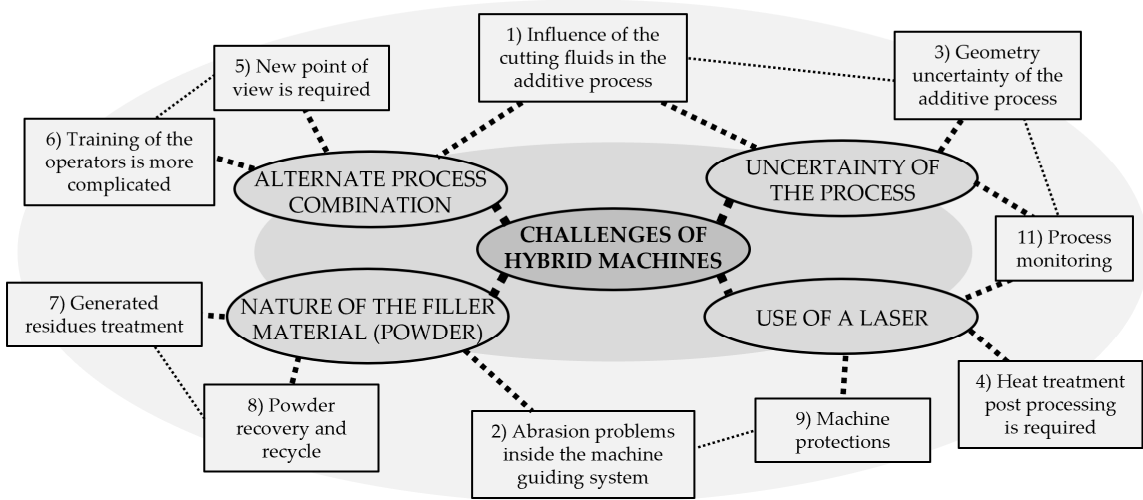 1) Influence of the
cutting fluids in the
additive process
3) Geometry
uncertainty of the
additive process
5) New point of
view is required
6) Training of the
operators is more
complicated
ALTERNATE PROCESS
COMBINATION
UNCERTAINTY OF
THE PROCESS
CHALLENGES OF
HYBRID MACHINES
11) Process
monitoring
7) Generated
residues treatment
NATURE OF THE FILLER
MATERIAL (POWDER)
USE OF A LASER
8) Powder
recovery and
recycle
2) Abrasion problems
inside the machine
guiding system
9) Machine
protections
4) Heat treatment
post processing
is required